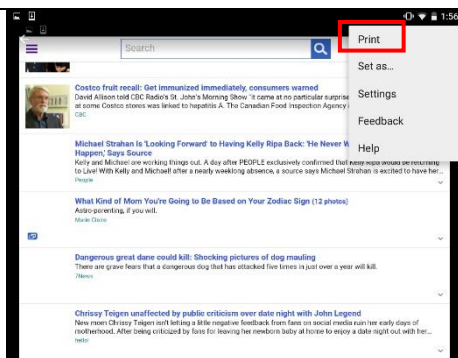 1:56
Search
Print
Set as...
Settings
Feedback
Help
Costco fruit recall: Get immunized immediately, consumers warned
David Allison told CBC Radio's St. John's Morning Show "it came at no particular surprise
at some Costco stores was linked to hepatitis A. The Canadian Food Inspection Agency i
CBC
Michael Strahan is 'Looking Forward' to Having Kelly Ripa Back: 'He Never W
Happen,' Says Source
Kelly and Michael are working things out. A day after PEOPLE exclusively confirmed that Kelly Ripa would be returning
to Live! With Kelly and Michael! after a nearly weeklong absence, a source says Michael Strahan is excited to have her...
People
What Kind of Mom You're Going to Be Based on Your Zodiac Sign (12 photos)
Astro-parenting, if you will.
Marie Claire
Dangerous great dane could kill: Shocking pictures of dog mauling
There are grave fears that a dangerous dog that has attacked five times in just over a year will kill.
7News
Chrissy Teigen unaffected by public criticism over date night with John Legend
New mom Chrissy Teigen isn't letting a little negative feedback from fans on social media ruin her early days of
motherhood. After being criticized by fans for leaving her newborn baby at home to enjoy a date night out with her...
hello!